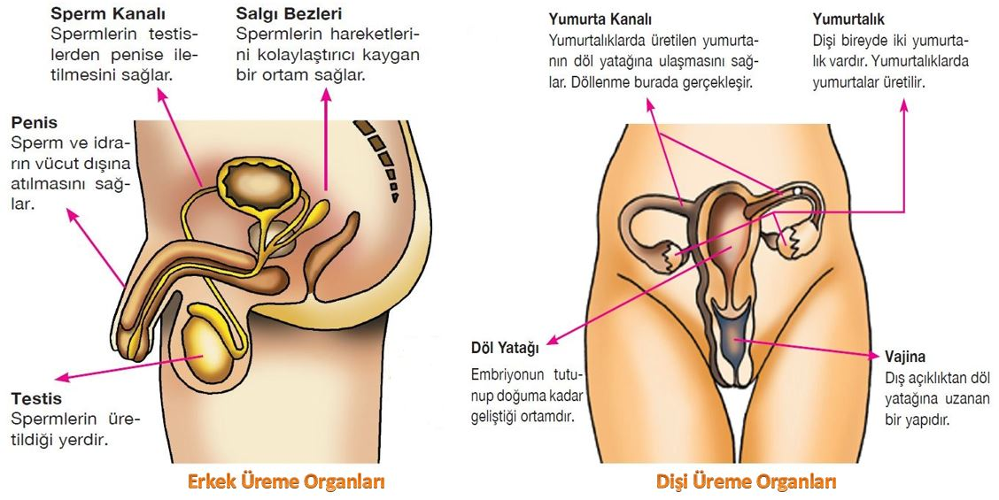 Sperm Kanalı
Spermlerin testis-
lerden penise ile-
tilmesini sağlar.
Salgı Bezleri
Spermlerin hareketleri-
ni kolaylaştırıcı kaygan
bir ortam sağlar.
Penis
Sperm ve idra-
rın vücut dışına
atılmasını sağ-
lar.
Testis
Spermlerin üre-
tildiği yerdir.
Erkek Üreme Organları
Yumurta Kanalı
Yumurtalıklarda üretilen yumurta-
nın döl yatağına ulaşmasını sağ-
lar. Döllenme burada gerçekleşir.
Yumurtalık
Dişi bireyde iki yumurta-
lık vardır. Yumurtalıklarda
yumurtalar üretilir.
Döl Yatağı
Embriyonun tutu-
nup doğuma kadar
geliştiği ortamdır.
Vajina
Dış açıklıktan döl
yatağına uzanan
bir yapıdır.
Dişi Üreme Organları